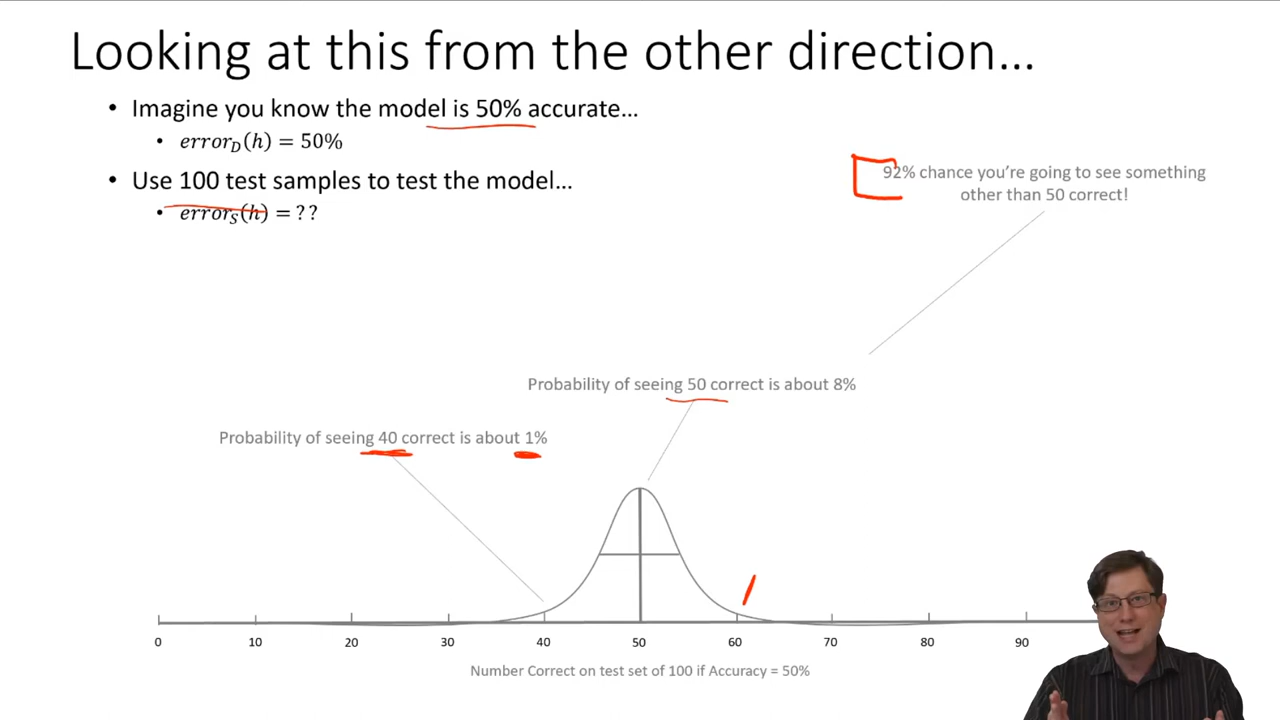 Looking at this from the other direction...
• Imagine you know the model is 50% accurate...
• error_D(h) = 50%
• Use 100 test samples to test the model...
• error_S(h) = ??
92% chance you're going to see something
other than 50 correct!
Probability of seeing 50 correct is about 8%
Probability of seeing 40 correct is about 1%
0 10 20 30 40 50 60 70 80 90
Number Correct on test set of 100 if Accuracy = 50%